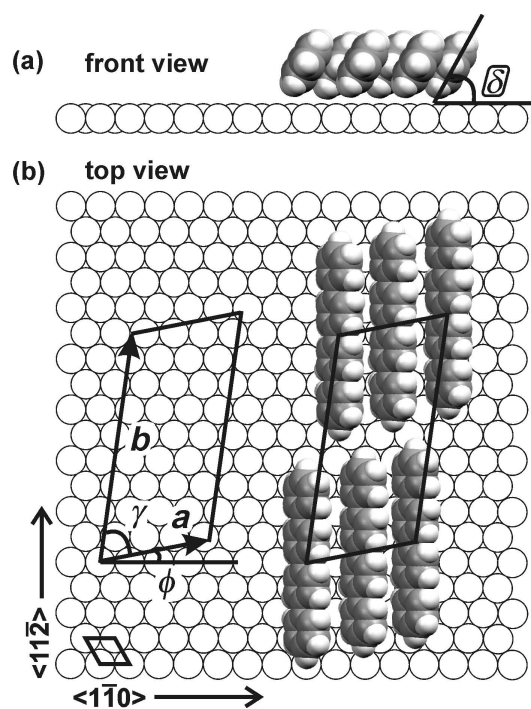 (a) front view
δ
(b) top view
b
γ
a
ϕ
<112̅>
<11̅0>